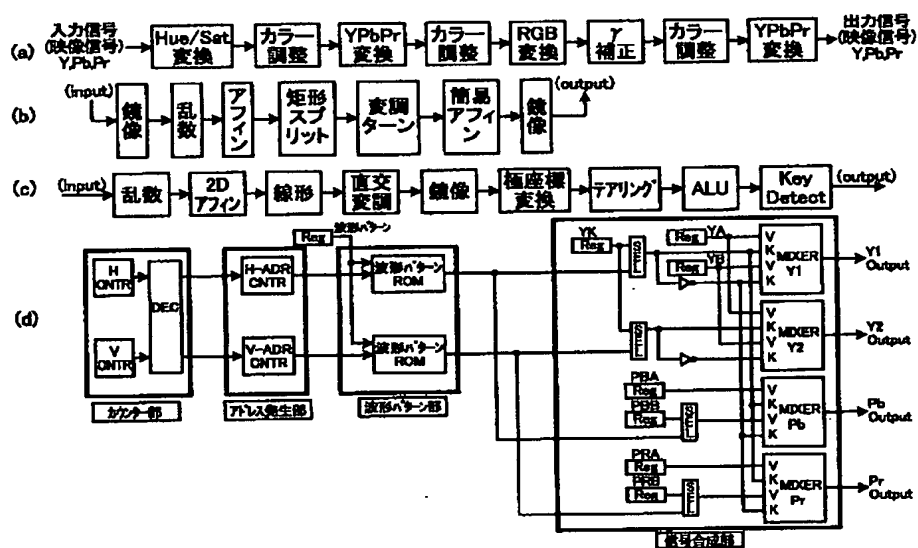 (a)
入力信号
(映像信号)
Y,Pb,Pr
Hue/Sat
変換
カラー
調整
YPbPr
変換
カラー
調整
RGB
変換
γ
補正
カラー
調整
YPbPr
変換
出力信号
(映像信号)
Y,Pb,Pr
(b)
(input)
鏡像
乱数
アフィン
矩形
スプ
リット
変調
ターン
簡易
アフィ
ン
鏡像
(output)
(c)
(input)
乱数
2D
アフィン
線形
直交
変調
鏡像
極座標
変換
テアリング
ALU
Key
Detect
(output)
(d)
H
CNTR
V
CNTR
DEC
カウンター部
H-ADR
CNTR
V-ADR
CNTR
アドレス発生部
Reg
波形パターン
波形パターン
ROM
波形パターン
ROM
波形パターン部
YK
Reg
SEL
SEL
Reg
YA
Reg
YB
V
K
V
K
MIXER
Y1
Y1
Output
V
K
V
K
MIXER
Y2
Y2
Output
PBA
Reg
PBB
Reg
SEL
V
K
V
K
MIXER
Pb
Pb
Output
PRA
Reg
PRB
Reg
SEL
V
K
V
K
MIXER
Pr
Pr
Output
信号合成部